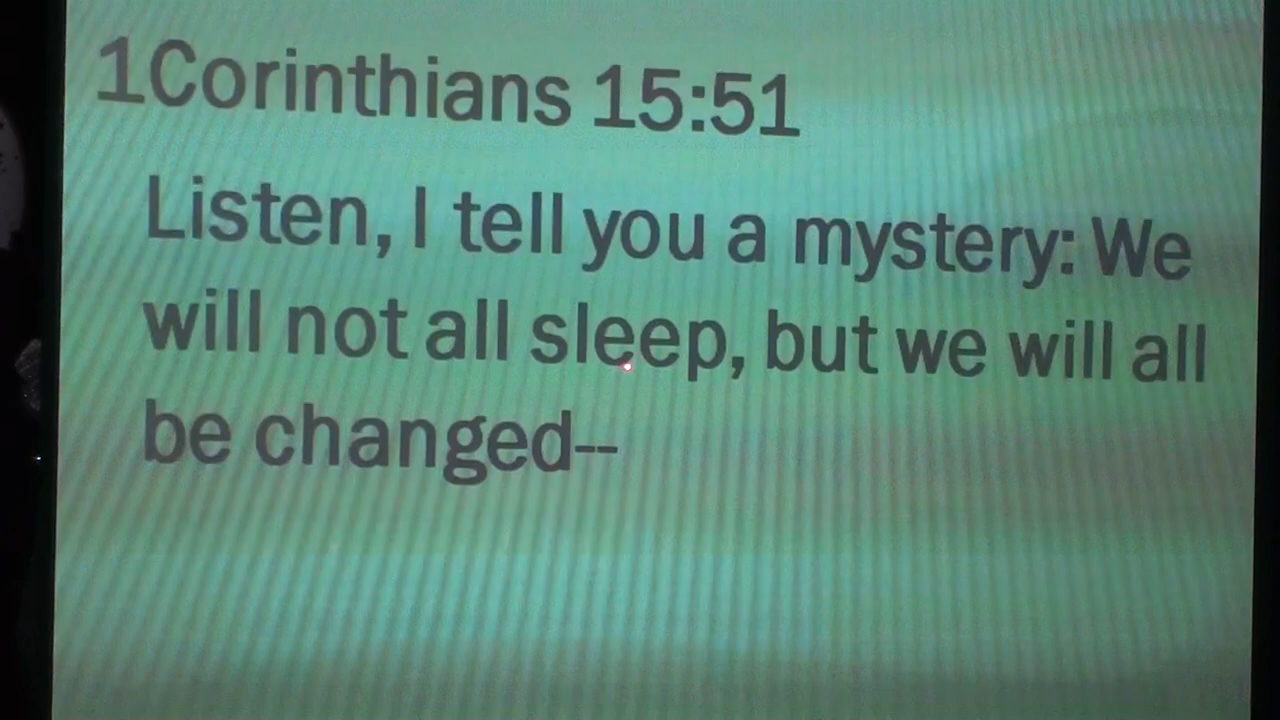 1Corinthians 15:51
Listen, I tell you a mystery: We
will not all sleep, but we will all
be changed--